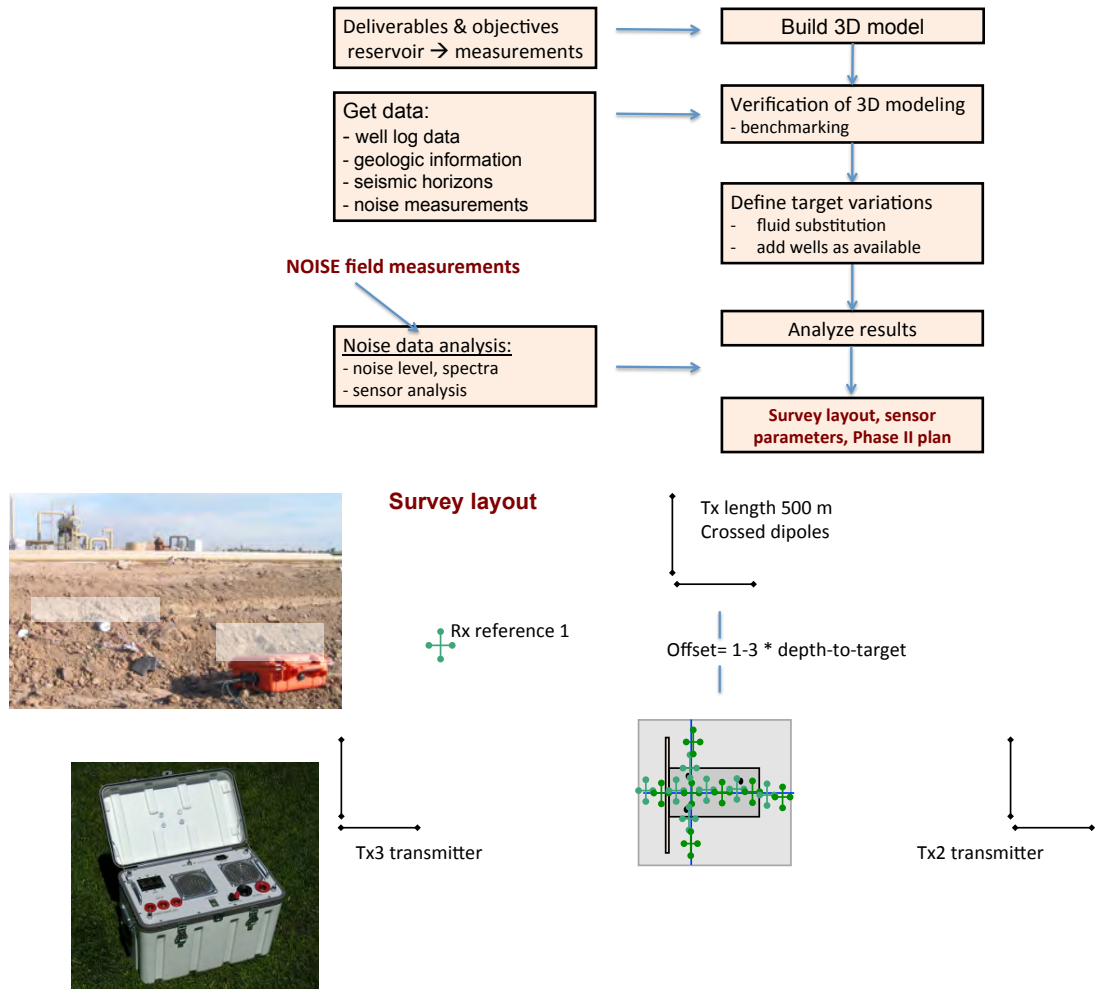 Deliverables & objectives
reservoir → measurements
Build 3D model
Get data:
- well log data
- geologic information
- seismic horizons
- noise measurements
Verification of 3D modeling
- benchmarking
Define target variations
- fluid substitution
- add wells as available
NOISE field measurements
Analyze results
Noise data analysis:
- noise level, spectra
- sensor analysis
Survey layout, sensor
parameters, Phase II plan
Survey layout
Tx length 500 m
Crossed dipoles
Rx reference 1
Offset= 1-3 * depth-to-target
Tx3 transmitter
Tx2 transmitter